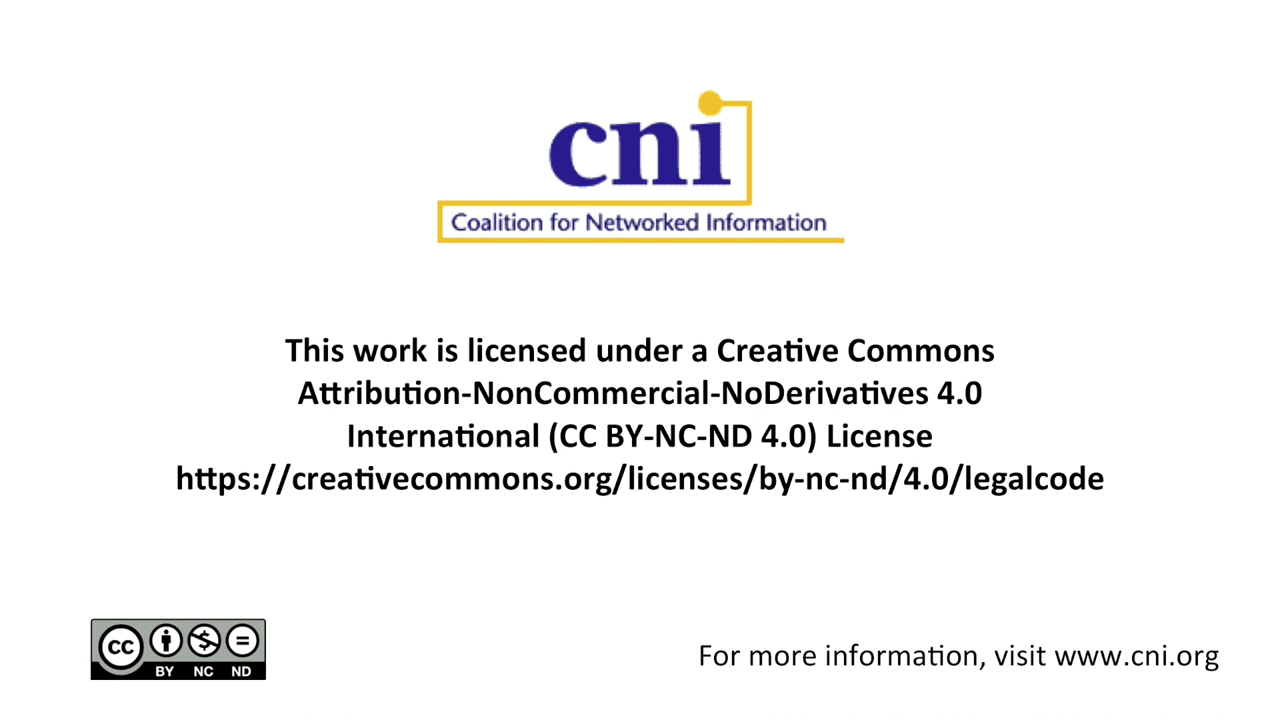 cni
Coalition for Networked Information
This work is licensed under a Creative Commons
Attribution-NonCommercial-NoDerivatives 4.0
International (CC BY-NC-ND 4.0) License
https://creativecommons.org/licenses/by-nc-nd/4.0/legalcode
cc $ =
BY NC ND
For more information, visit www.cni.org